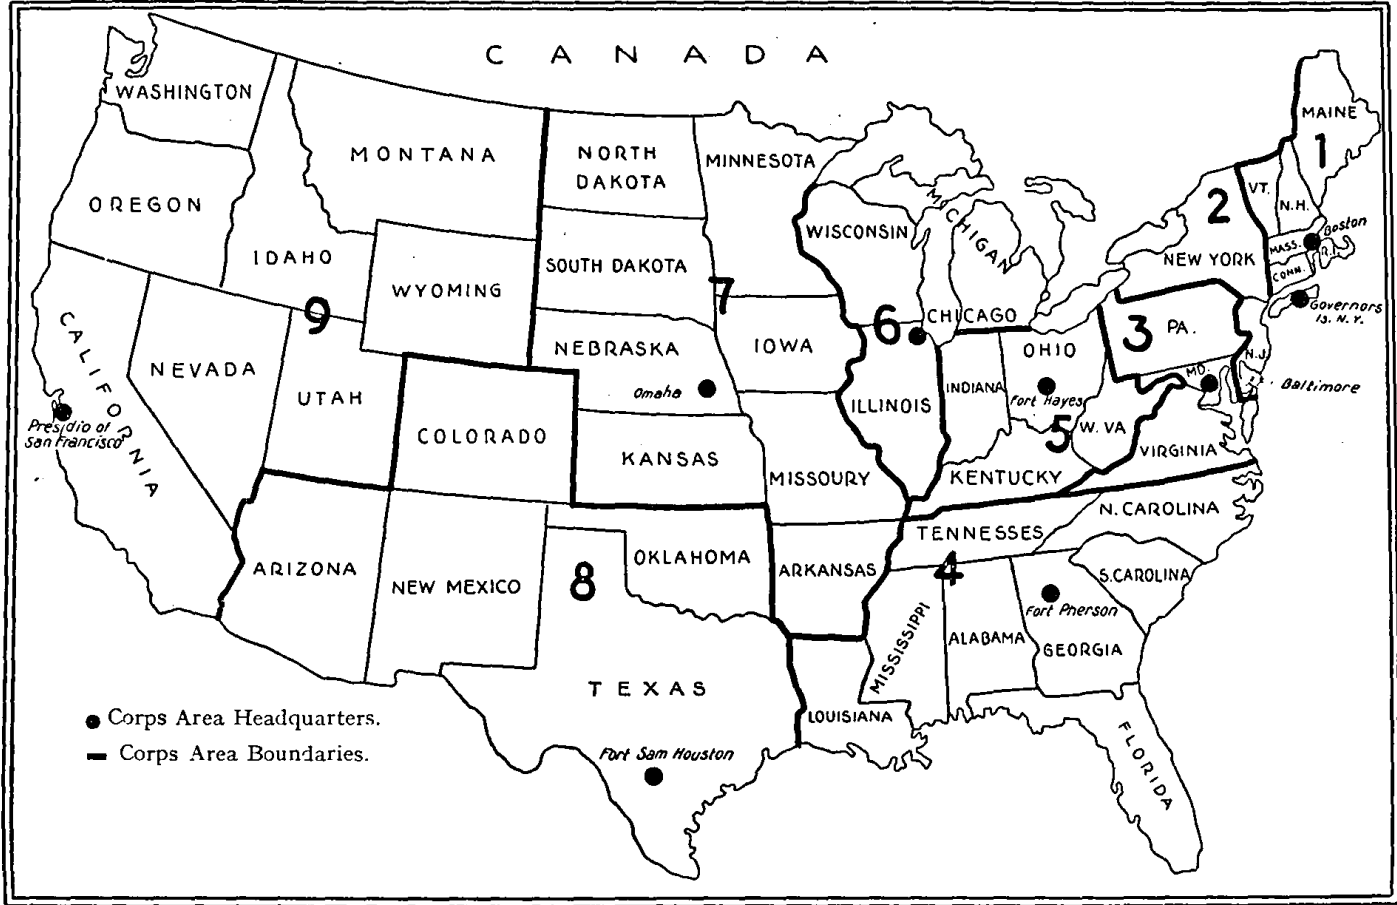 CANADA
WASHINGTON
OREGON
CALIFORNIA
Presidio of
San Francisco
NEVADA
IDAHO
9
UTAH
MONTANA
WYOMING
COLORADO
ARIZONA
NEW MEXICO
NORTH
DAKOTA
SOUTH DAKOTA
NEBRASKA
Omaha
KANSAS
OKLAHOMA
8
TEXAS
Fort Sam Houston
MINNESOTA
7
IOWA
MISSOURY
ARKANSAS
LOUISIANA
WISCONSIN
MICHIGAN
6
CHICAGO
ILLINOIS
INDIANA
OHIO
Fort Hayes
5
W. VA
KENTUCKY
TENNESSES
4
MISSISSIPPI
ALABAMA
Fort Pherson
GEORGIA
FLORIDA
S.CAROLINA
N. CAROLINA
VIRGINIA
3
PA.
MD.
Baltimore
N.J.
2
NEW YORK
Governors
Is. N. Y.
MAINE
1
VT.
N.H.
MASS.
Boston
CONN.
R.I.
Corps Area Headquarters.
Corps Area Boundaries.